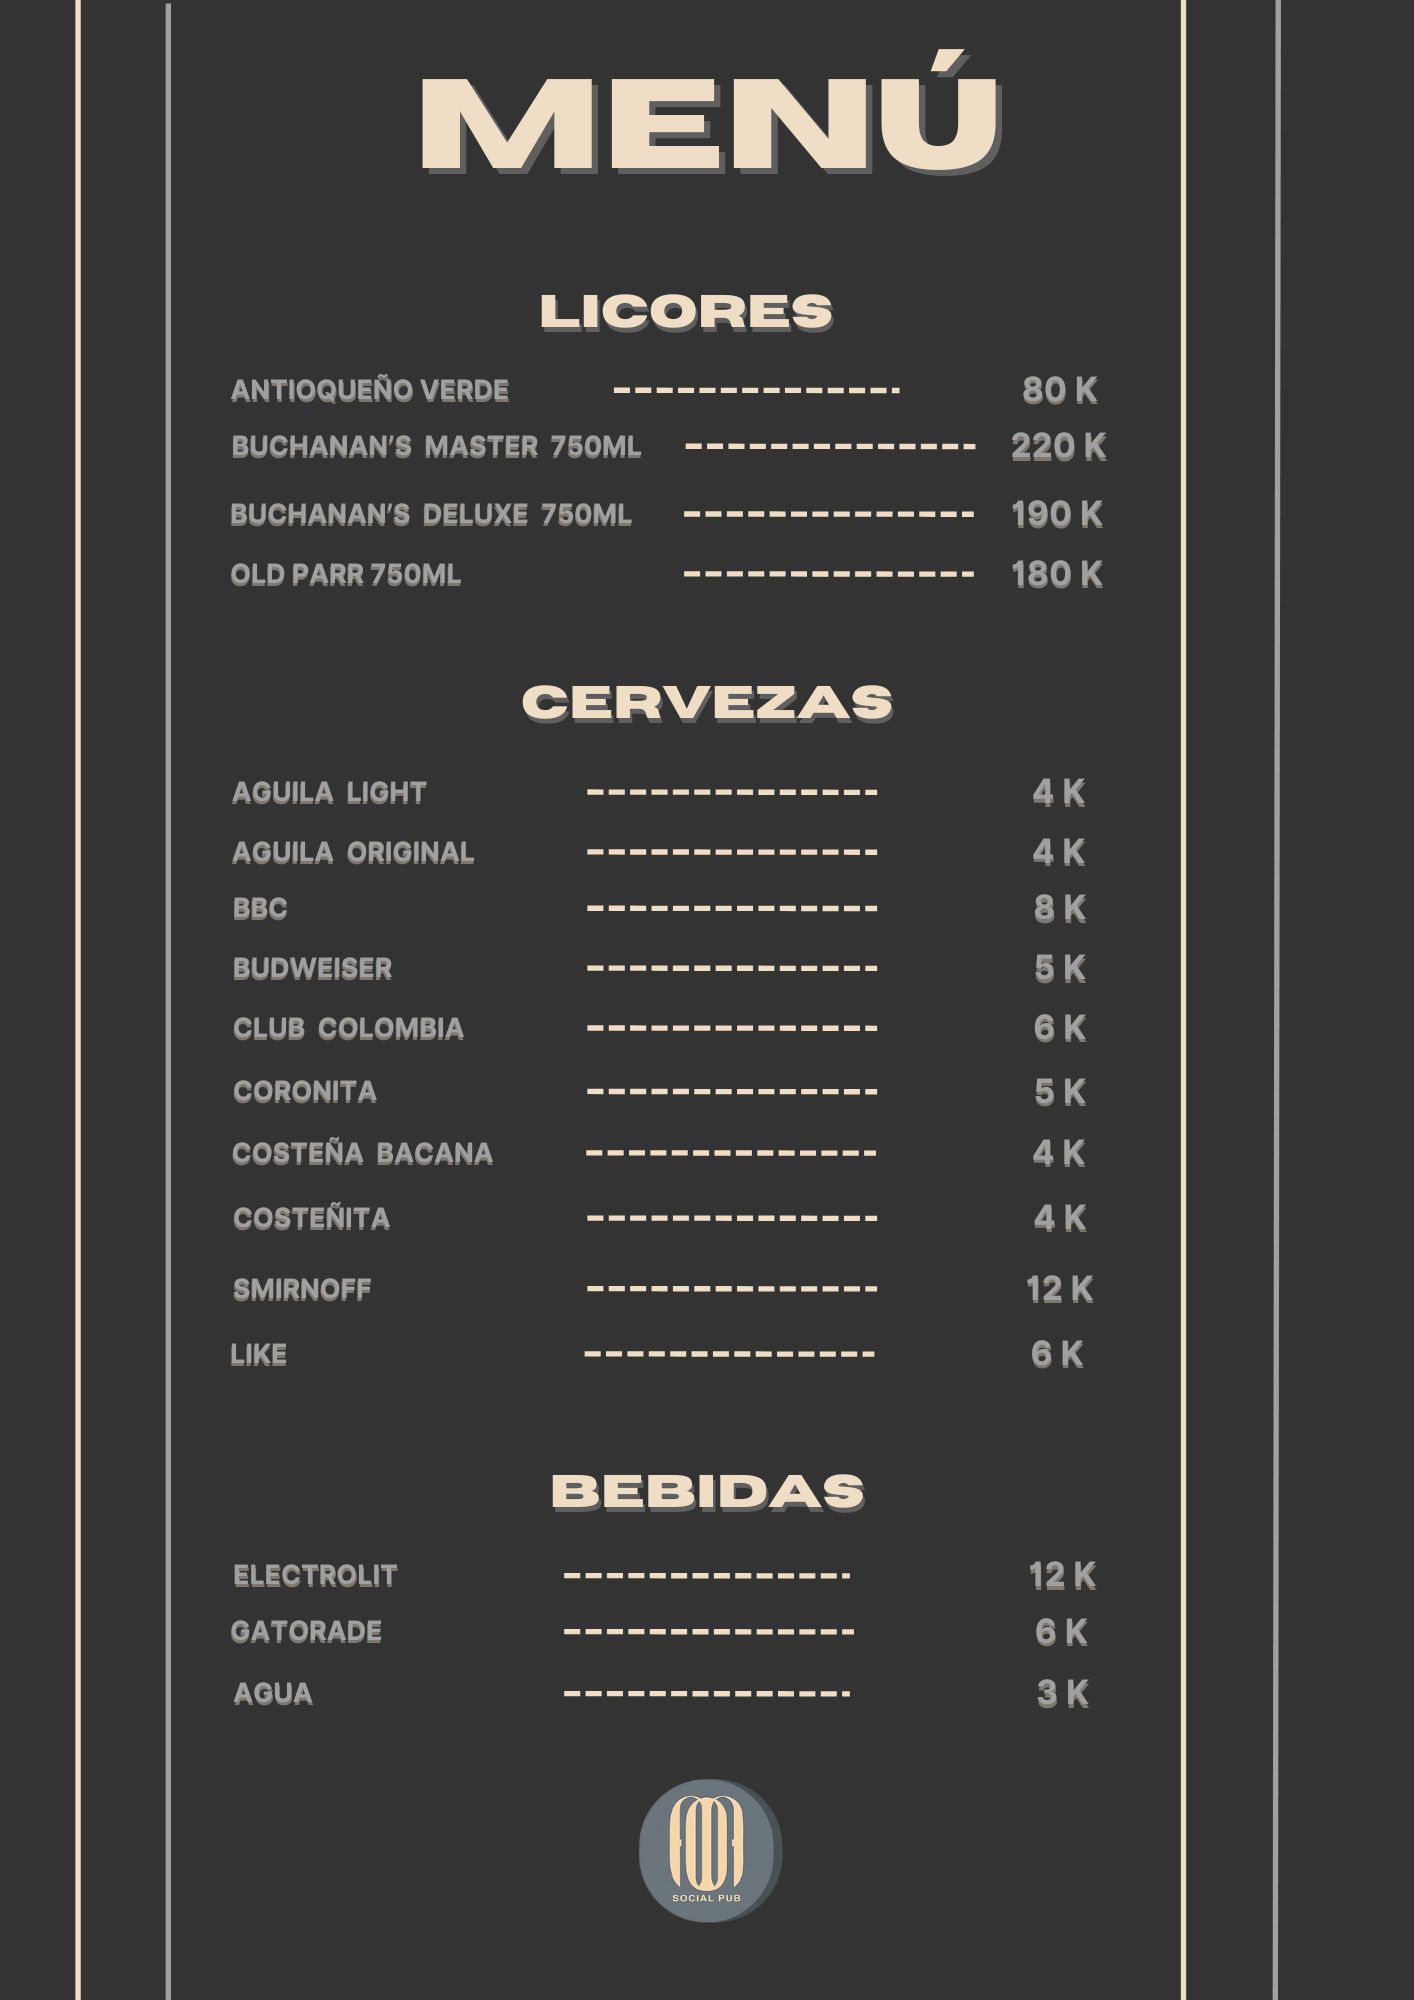 MENÚ
LICORES
ANTIOQUEÑO VERDE 80 K
BUCHANAN'S MASTER 750ML 220 K
BUCHANAN'S DELUXE 750ML 190 K
OLD PARR 750ML 180 K
CERVEZAS
AGUILA LIGHT 4 K
AGUILA ORIGINAL 4 K
BBC 8 K
BUDWEISER 5 K
CLUB COLOMBIA 6 K
CORONITA 5 K
COSTEÑA BACANA 4 K
COSTEÑITA 4 K
SMIRNOFF 12 K
LIKE 6 K
BEBIDAS
ELECTROLIT 12 K
GATORADE 6 K
AGUA 3 K
SOCIAL PUB